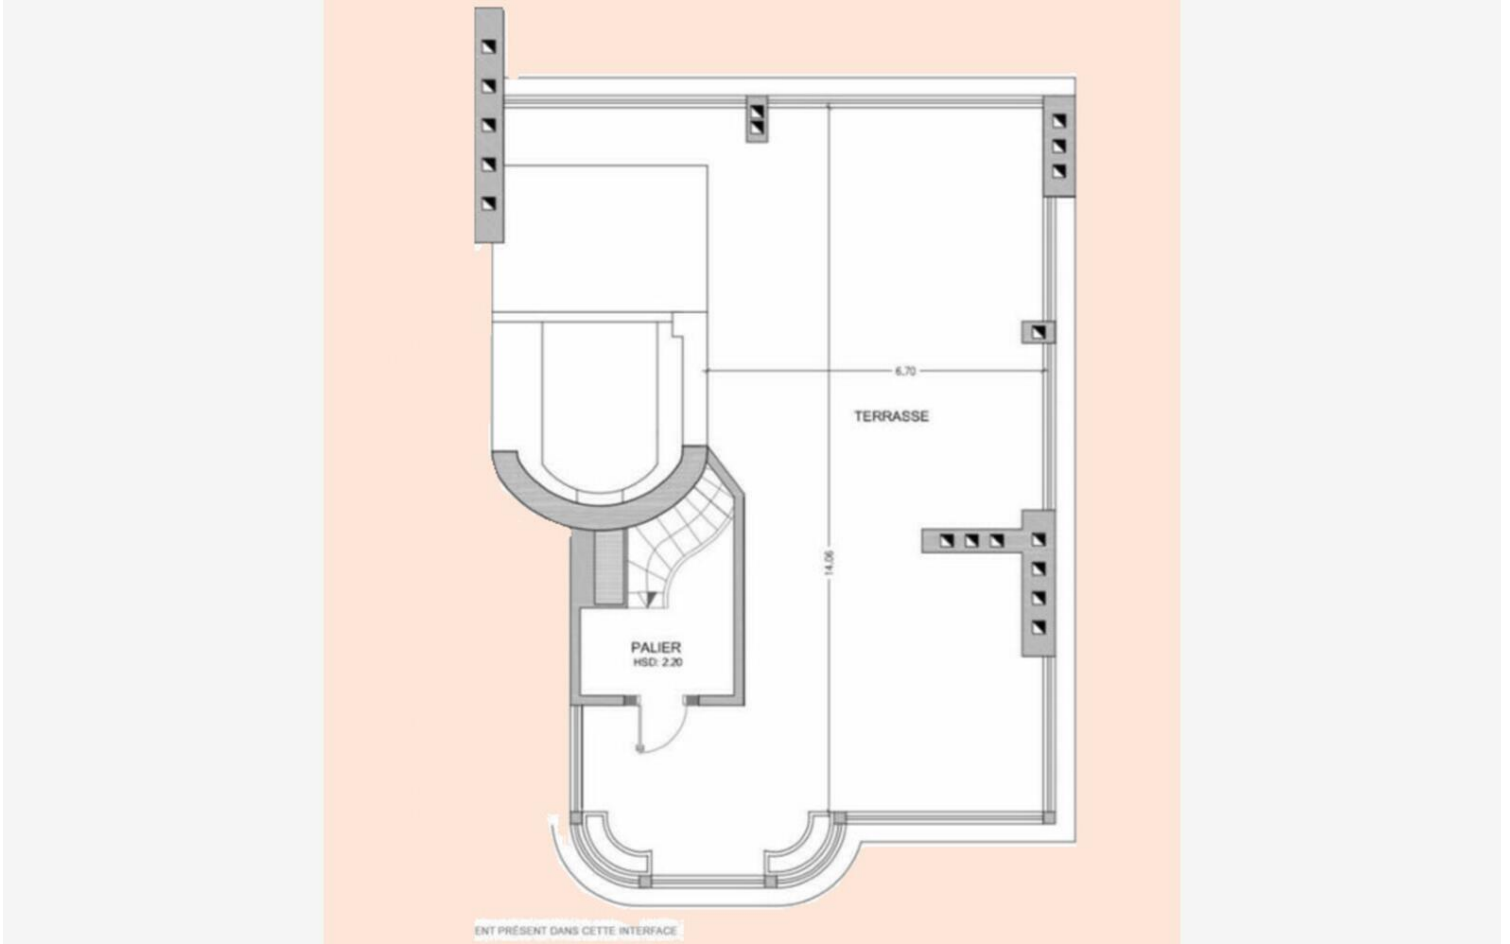 6.70
TERRASSE
14.06
PALIER
HSD: 2.20
ENT PRÉSENT DANS CETTE INTERFACE